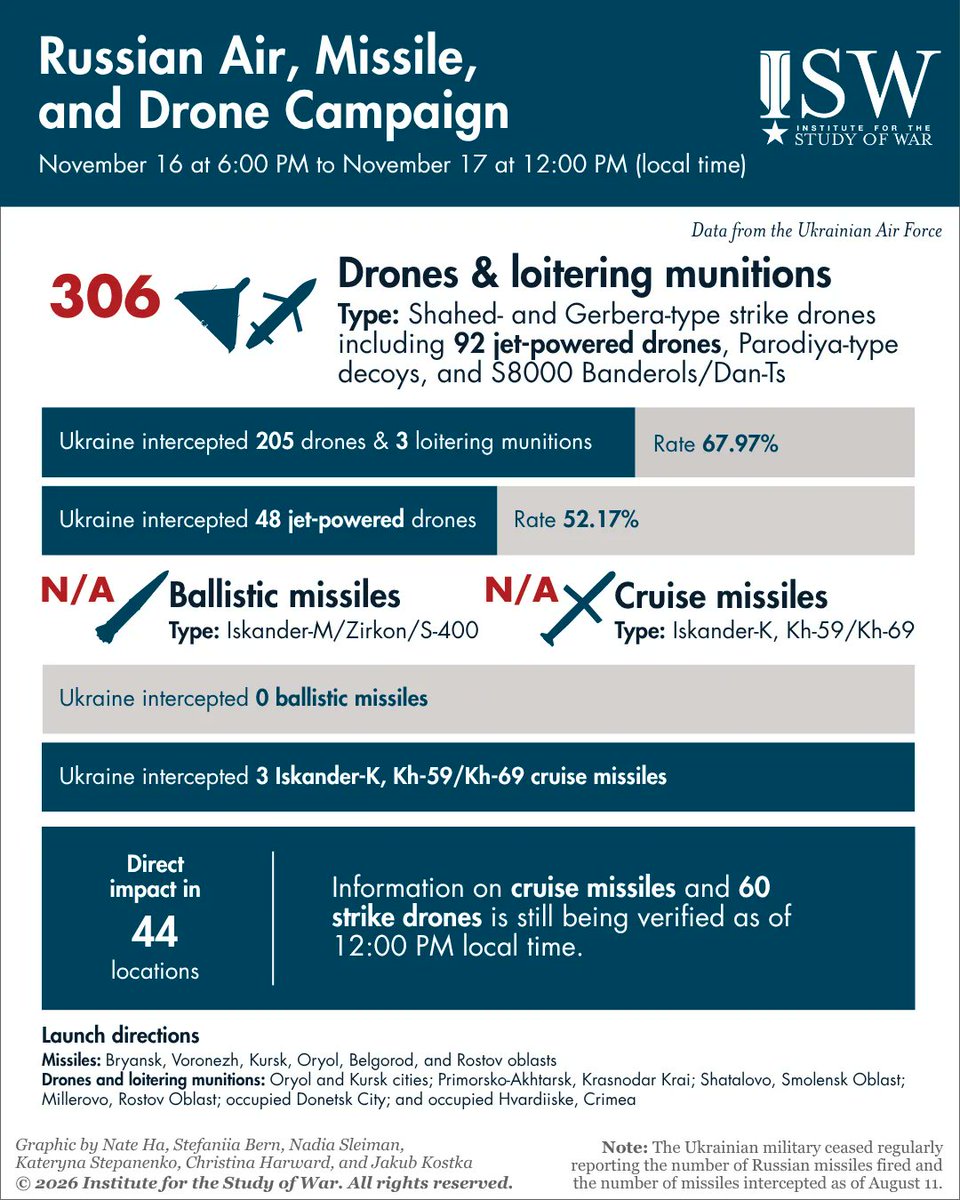 Russian Air, Missile,
and Drone Campaign
November 16 at 6:00 PM to November 17 at 12:00 PM (local time)
ISW
INSTITUTE FOR THE
STUDY OF WAR
Data from the Ukrainian Air Force
306
Drones & loitering munitions
Type: Shahed- and Gerbera-type strike drones
including 92 jet-powered drones, Parodiya-type
decoys, and S8000 Banderols/Dan-Ts
Ukraine intercepted 205 drones & 3 loitering munitions
Rate 67.97%
Ukraine intercepted 48 jet-powered drones
Rate 52.17%
N/A
Ballistic missiles
Type: Iskander-M/Zirkon/S-400
N/A
Cruise missiles
Type: Iskander-K, Kh-59/Kh-69
Ukraine intercepted 0 ballistic missiles
Ukraine intercepted 3 Iskander-K, Kh-59/Kh-69 cruise missiles
Direct
impact in
44
locations
Information on cruise missiles and 60
strike drones is still being verified as of
12:00 PM local time.
Launch directions
Missiles: Bryansk, Voronezh, Kursk, Oryol, Belgorod, and Rostov oblasts
Drones and loitering munitions: Oryol and Kursk cities; Primorsko-Akhtarsk, Krasnodar Krai; Shatalovo, Smolensk Oblast;
Millerovo, Rostov Oblast; occupied Donetsk City; and occupied Hvardiiske, Crimea
Graphic by Nate Ha, Stefaniia Bern, Nadia Sleiman,
Kateryna Stepanenko, Christina Harward, and Jakub Kostka
© 2026 Institute for the Study of War. All rights reserved.
Note: The Ukrainian military ceased regularly
reporting the number of Russian missiles fired and
the number of missiles intercepted as of August 11.